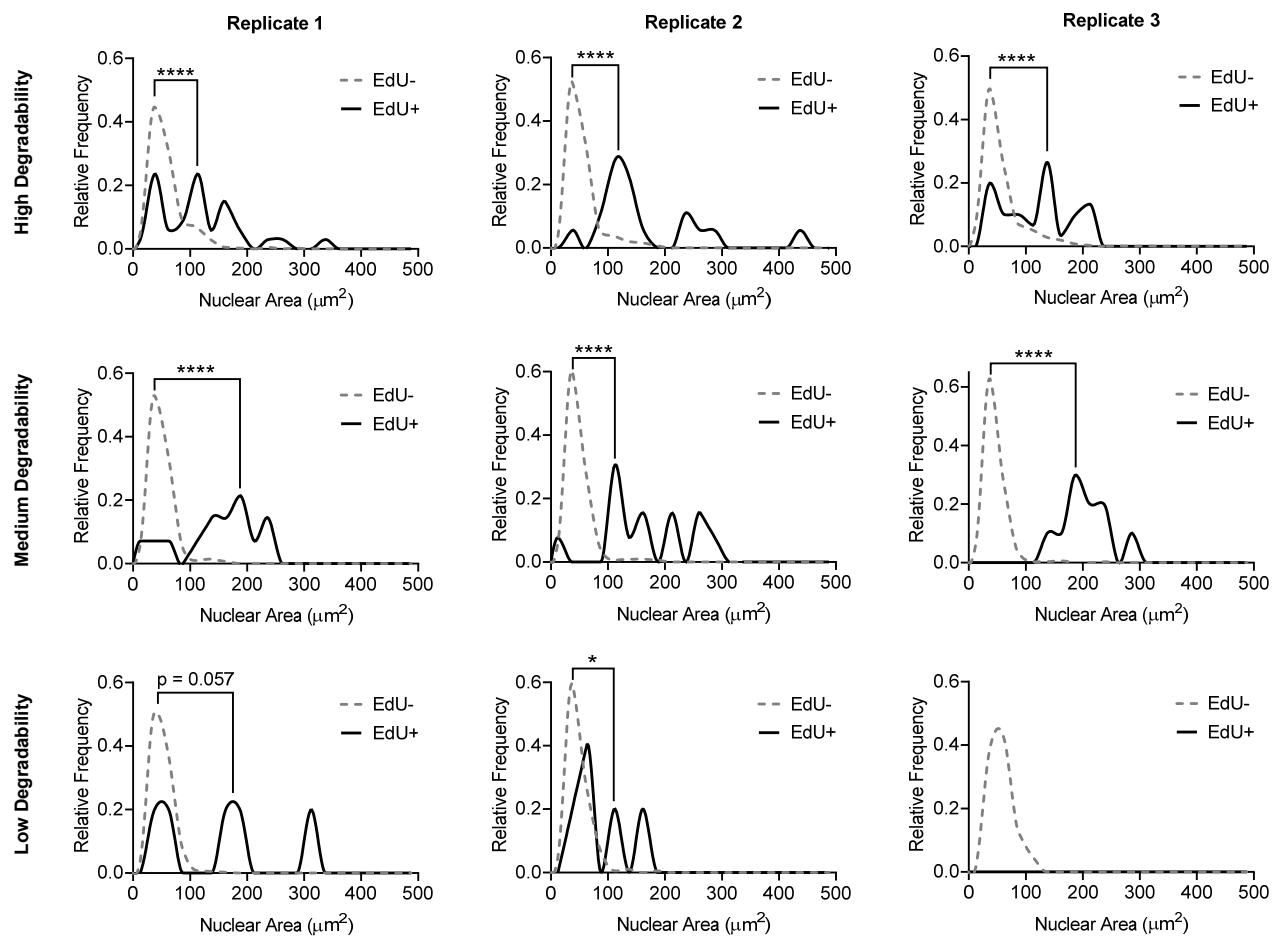 Replicate 1
Replicate 2
Replicate 3
High Degradability
Relative Frequency
0.6
0.4
0.2
0.0
0 100 200 300 400 500
Nuclear Area (μm²)
****
EdU-
EdU+
Relative Frequency
0.6
0.4
0.2
0.0
0 100 200 300 400 500
Nuclear Area (μm²)
****
EdU-
EdU+
Relative Frequency
0.6
0.4
0.2
0.0
0 100 200 300 400 500
Nuclear Area (μm²)
****
EdU-
EdU+
Medium Degradability
Relative Frequency
0.6
0.4
0.2
0.0
0 100 200 300 400 500
Nuclear Area (μm²)
****
EdU-
EdU+
Relative Frequency
0.6
0.4
0.2
0.0
0 100 200 300 400 500
Nuclear Area (μm²)
****
EdU-
EdU+
Relative Frequency
0.6
0.4
0.2
0.0
0 100 200 300 400 500
Nuclear Area (μm²)
****
EdU-
EdU+
Low Degradability
Relative Frequency
0.6
0.4
0.2
0.0
0 100 200 300 400 500
Nuclear Area (μm²)
p = 0.057
EdU-
EdU+
Relative Frequency
0.6
0.4
0.2
0.0
0 100 200 300 400 500
Nuclear Area (μm²)
*
EdU-
EdU+
Relative Frequency
0.6
0.4
0.2
0.0
0 100 200 300 400 500
Nuclear Area (μm²)
EdU-
EdU+